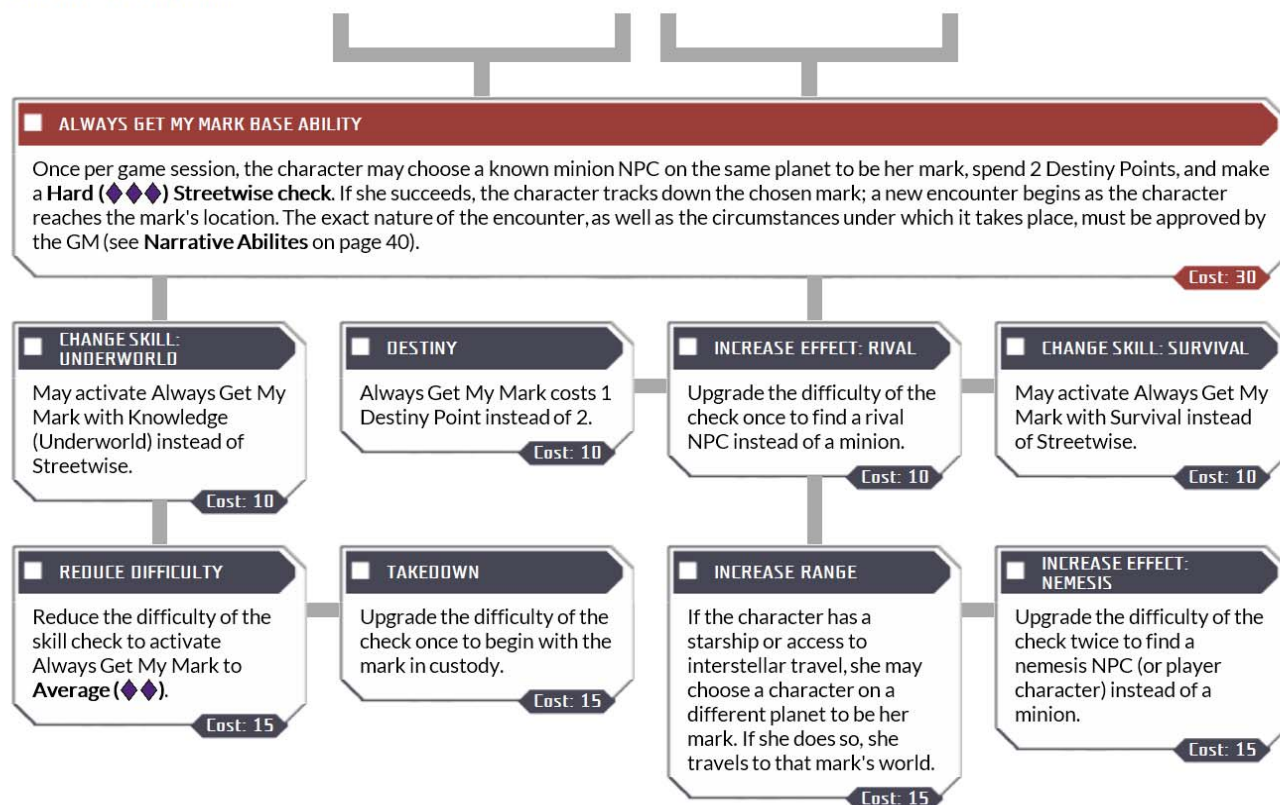 ALWAYS GET MY MARK BASE ABILITY
Once per game session, the character may choose a known minion NPC on the same planet to be her mark, spend 2 Destiny Points, and make
a Hard (♦♦♦) Streetwise check. If she succeeds, the character tracks down the chosen mark; a new encounter begins as the character
reaches the mark's location. The exact nature of the encounter, as well as the circumstances under which it takes place, must be approved by
the GM (see Narrative Abilites on page 40).
Cost: 30
CHANGE SKILL:
UNDERWORLD
May activate Always Get My
Mark with Knowledge
(Underworld) instead of
Streetwise.
Cost: 10
DESTINY
Always Get My Mark costs 1
Destiny Point instead of 2.
Cost: 10
INCREASE EFFECT: RIVAL
Upgrade the difficulty of the
check once to find a rival
NPC instead of a minion.
Cost: 10
CHANGE SKILL: SURVIVAL
May activate Always Get My
Mark with Survival instead
of Streetwise.
Cost: 10
REDUCE DIFFICULTY
Reduce the difficulty of the
skill check to activate
Always Get My Mark to
Average (♦♦).
Cost: 15
TAKEDOWN
Upgrade the difficulty of the
check once to begin with the
mark in custody.
Cost: 15
INCREASE RANGE
If the character has a
starship or access to
interstellar travel, she may
choose a character on a
different planet to be her
mark. If she does so, she
travels to that mark's world.
Cost: 15
INCREASE EFFECT:
NEMESIS
Upgrade the difficulty of the
check twice to find a
nemesis NPC (or player
character) instead of a
minion.
Cost: 15